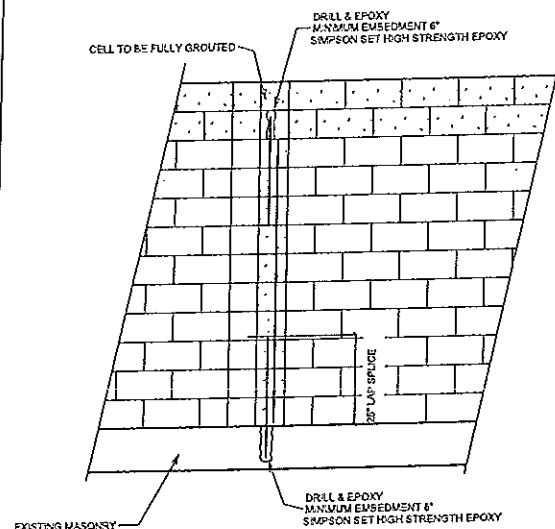 DRILL & EPOXY
MINIMUM EMBEDMENT 6"
SIMPSON SET HIGH STRENGTH EPOXY
CELL TO BE FULLY GROUTED
25" LAP SPLICE
DRILL & EPOXY
MINIMUM EMBEDMENT 6"
SIMPSON SET HIGH STRENGTH EPOXY
EXISTING MASONRY